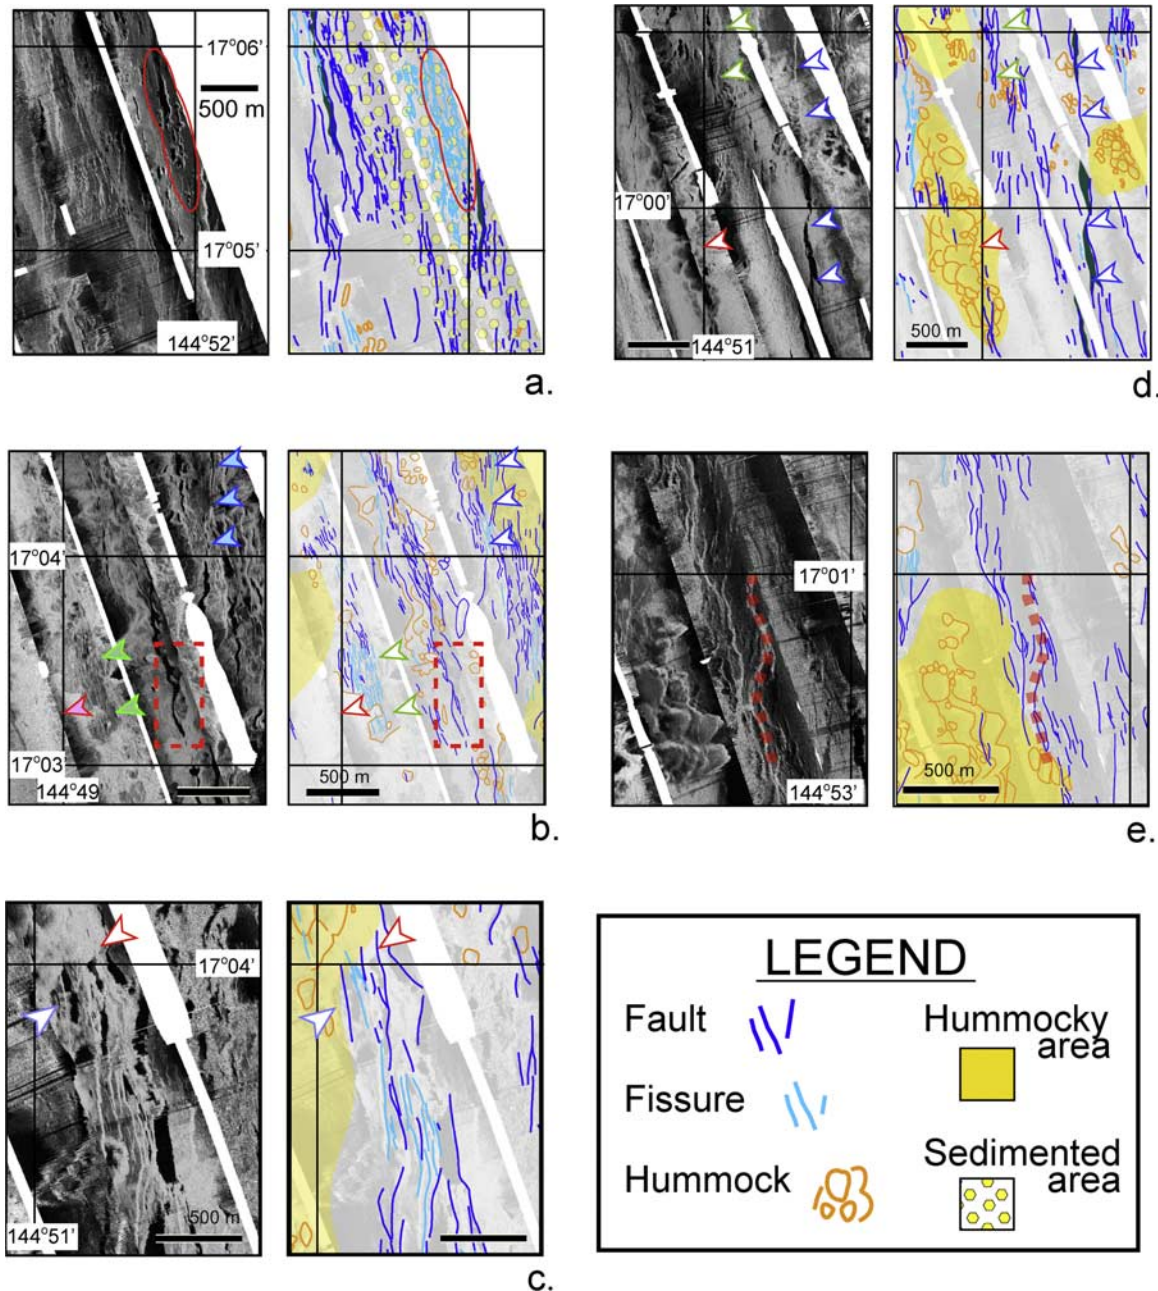 17°06'
500 m
17°05'
144°52'
a.
17°00'
144°51'
500 m
d.
17°04'
17°03
144°49
500 m
b.
17°01'
144°53'
500 m
e.
17°04'
144°51'
500 m
c.
LEGEND
Fault
Fissure
Hummock
Hummocky
area
Sedimented
area